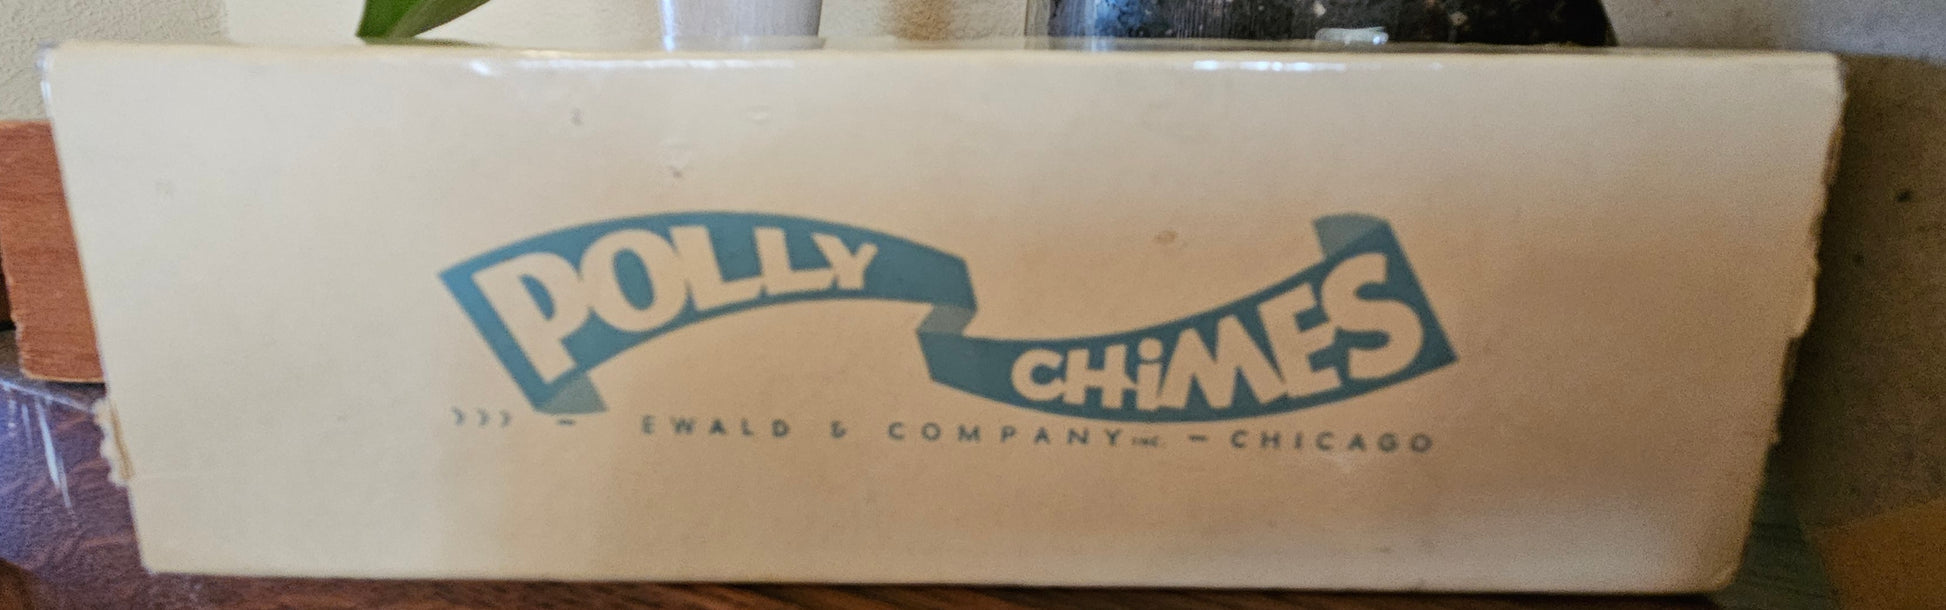 POLLY
CHiMES
>>> - EWALD & COMPANY INC. - CHICAGO